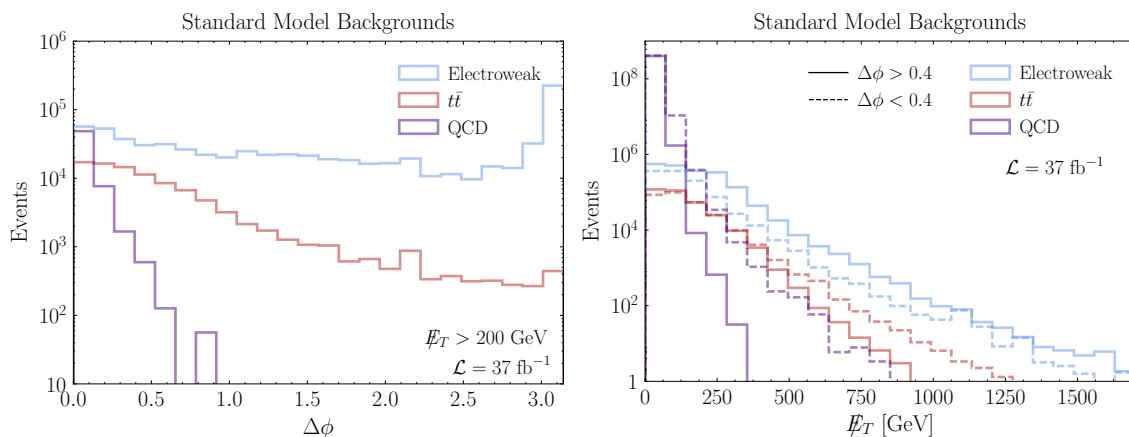 Standard Model Backgrounds
10^6
10^5
10^4
10^3
10^2
10
Events
Electroweak
tt̄
QCD
E̸_T > 200 GeV
ℒ = 37 fb^{-1}
0.0 0.5 1.0 1.5 2.0 2.5 3.0
Δϕ
Standard Model Backgrounds
10^8
10^6
10^4
10^2
1
Events
Δϕ > 0.4
Δϕ < 0.4
Electroweak
tt̄
QCD
ℒ = 37 fb^{-1}
0 250 500 750 1000 1250 1500
E̸_T [GeV]